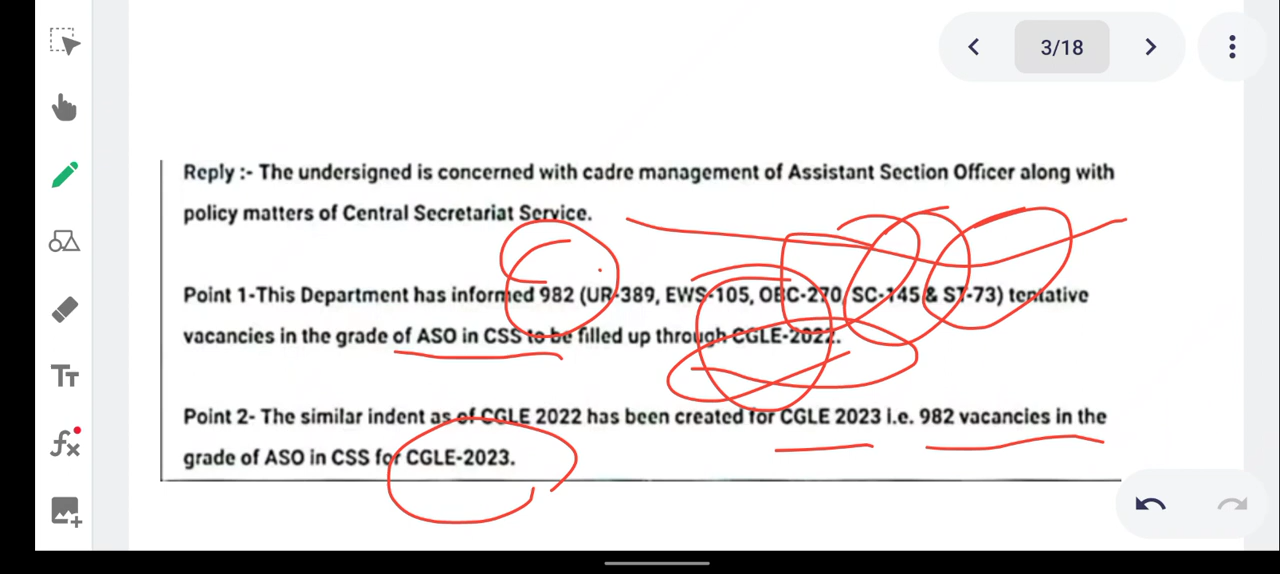 3/18
Reply :- The undersigned is concerned with cadre management of Assistant Section Officer along with
policy matters of Central Secretariat Service.
Point 1-This Department has informed 982 (UR-389, EWS-105, OBC-270, SC-145 & ST-73) tentative
vacancies in the grade of ASO in CSS to be filled up through CGLE-2022.
Point 2- The similar indent as of CGLE 2022 has been created for CGLE 2023 i.e. 982 vacancies in the
grade of ASO in CSS for CGLE-2023.
Tт
fx